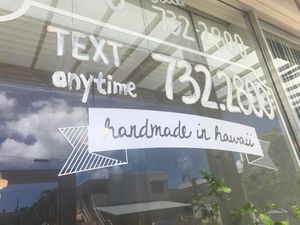 732.2800
TEXT
anytime 732.2800
handmade in hawaii